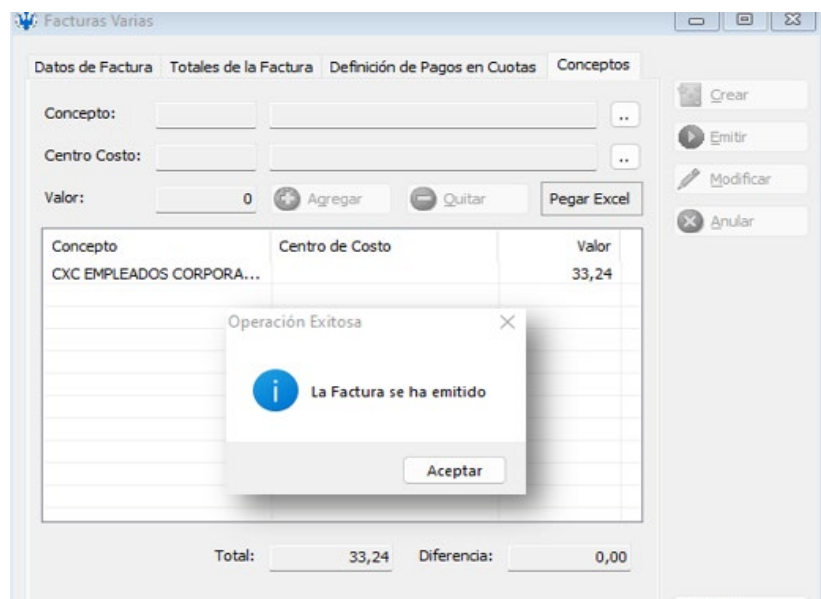 Facturas Varias
Datos de Factura Totales de la Factura Definición de Pagos en Cuotas Conceptos
Concepto: ..
Centro Costo: ..
Valor: 0 Agregar Quitar Pegar Excel
Crear
Emitir
Modificar
Anular
Concepto Centro de Costo Valor
CXC EMPLEADOS CORPORA... 33,24
Operación Exitosa
i
La Factura se ha emitido
Aceptar
Total: 33,24 Diferencia: 0,00